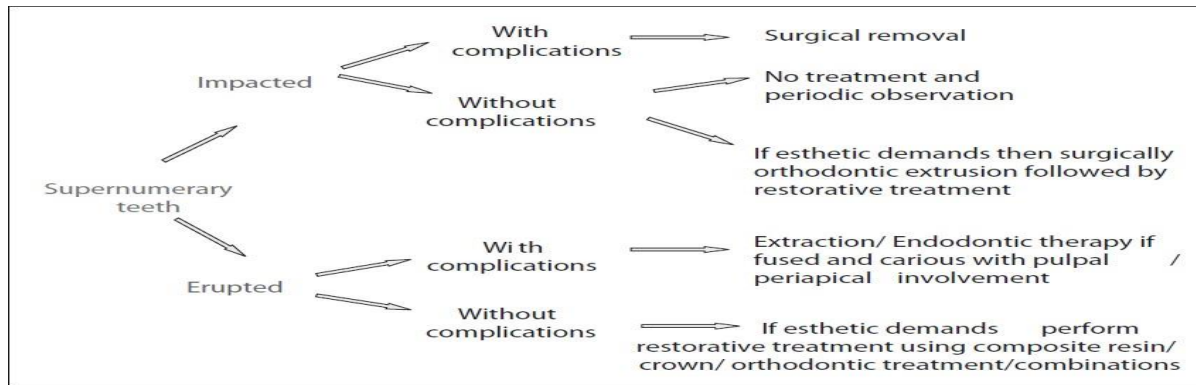 With
complications
Surgical removal
Impacted
No treatment and
periodic observation
Without
complications
If esthetic demands then surgically
orthodontic extrusion followed by
restorative treatment
Supernumerary
teeth
Wi th
complications
Extraction/ Endodontic therapy if
fused and carious with pulpal /
periapical involvement
Erupted
Without
complications
If esthetic demands perform
restorative treatment using composite resin/
crown/ orthodontic treatment/combinations